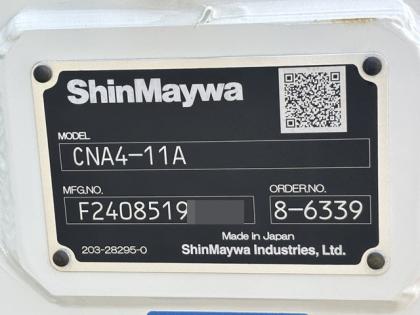 ShinMaywa
MODEL
CNA4-11A
MFG.NO. ORDER.NO.
F2408519 8-6339
Made in Japan
203-28295-0 ShinMaywa Industries, Ltd.